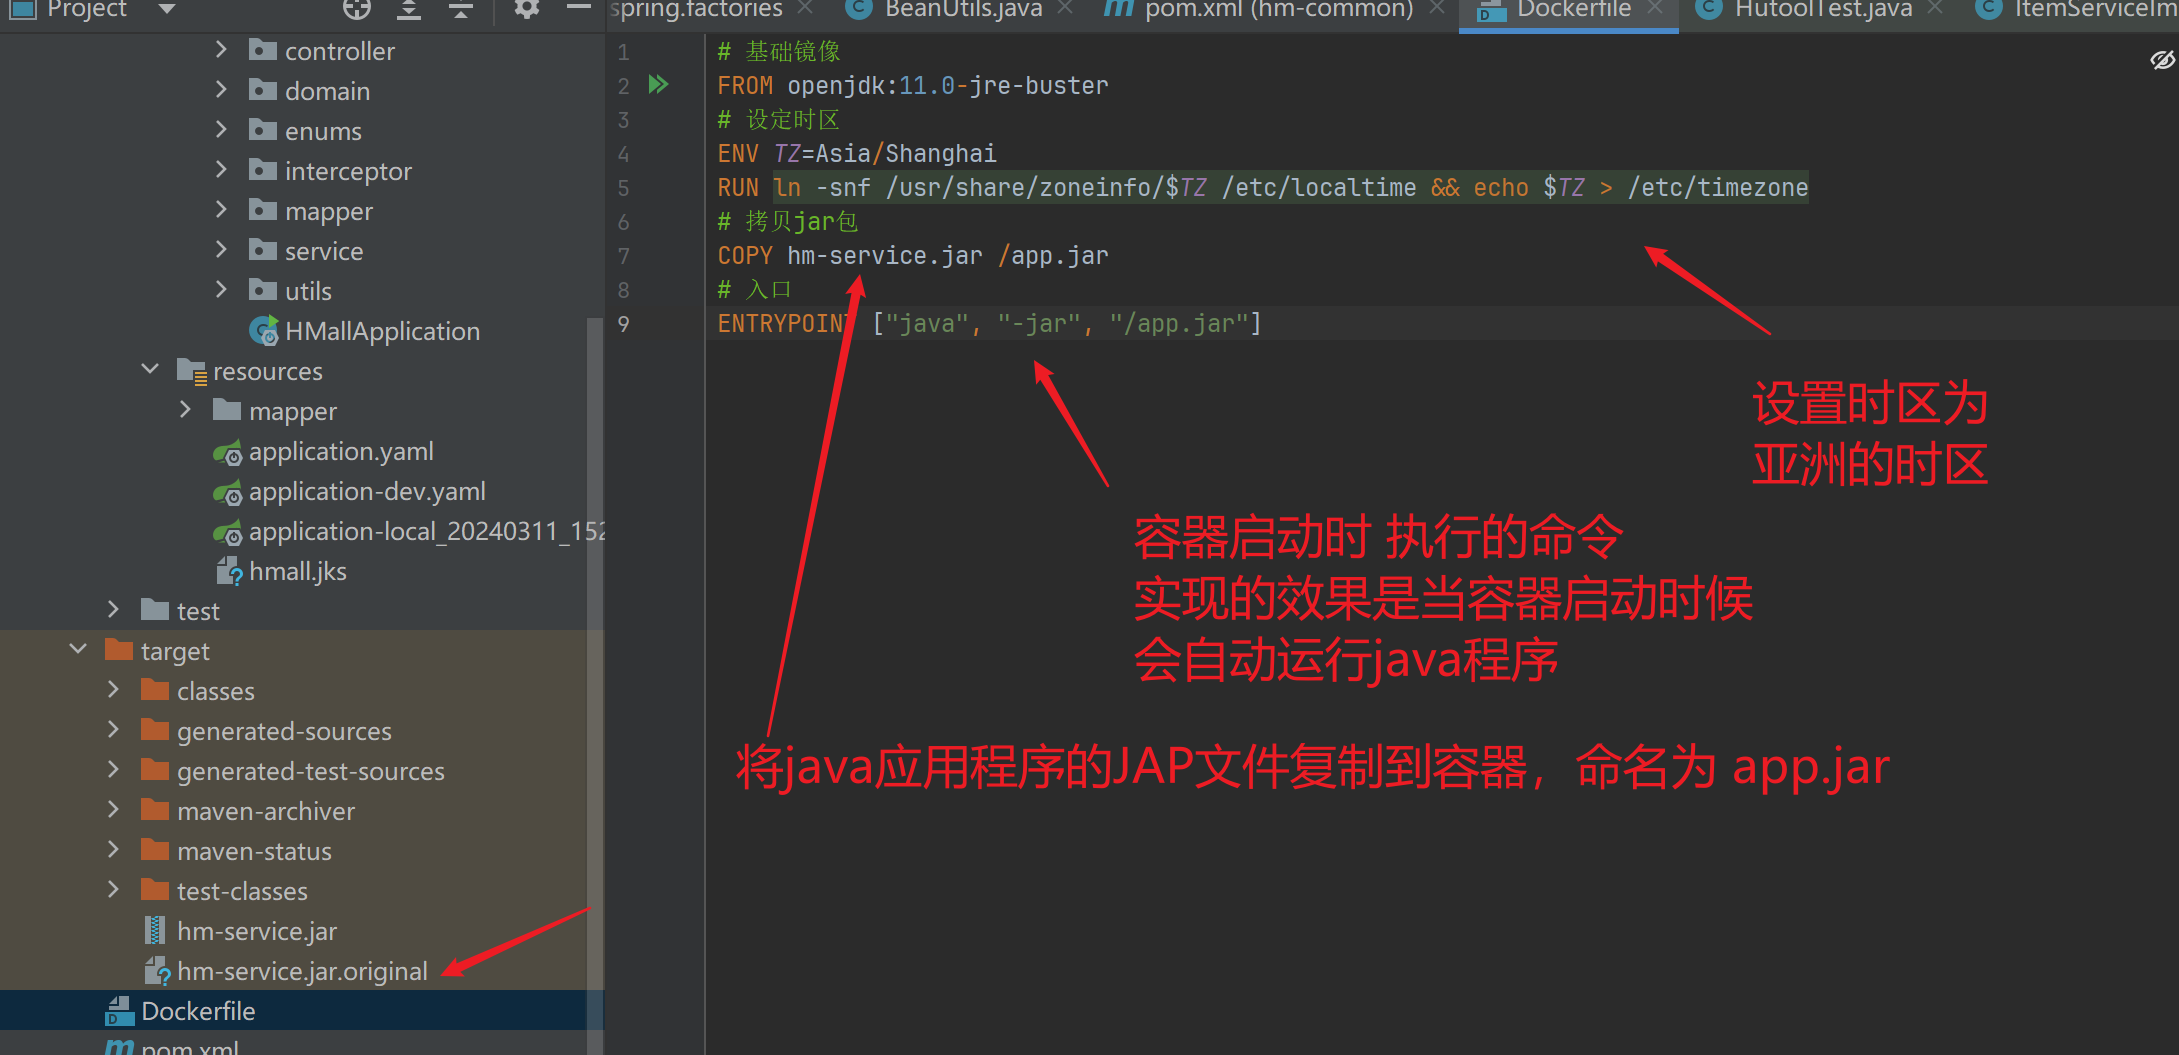 Project
spring.factories
BeanUtils.java
pom.xml (hm-common)
Dockerfile
HutoolTest.java
ItemServiceIm
controller
domain
enums
interceptor
mapper
service
utils
HMallApplication
resources
mapper
application.yaml
application-dev.yaml
application-local_20240311_152
hmall.jks
test
target
classes
generated-sources
generated-test-sources
maven-archiver
maven-status
test-classes
hm-service.jar
hm-service.jar.original
Dockerfile
pom.xml
1 # 基础镜像
2 FROM openjdk:11.0-jre-buster
3 # 设定时区
4 ENV TZ=Asia/Shanghai
5 RUN ln -snf /usr/share/zoneinfo/$TZ /etc/localtime && echo $TZ > /etc/timezone
6 # 拷贝jar包
7 COPY hm-service.jar /app.jar
8 # 入口
9 ENTRYPOINT ["java", "-jar", "/app.jar"]
设置时区为
亚洲的时区
容器启动时 执行的命令
实现的效果是当容器启动时候
会自动运行java程序
将java应用程序的JAP文件复制到容器，命名为 app.jar